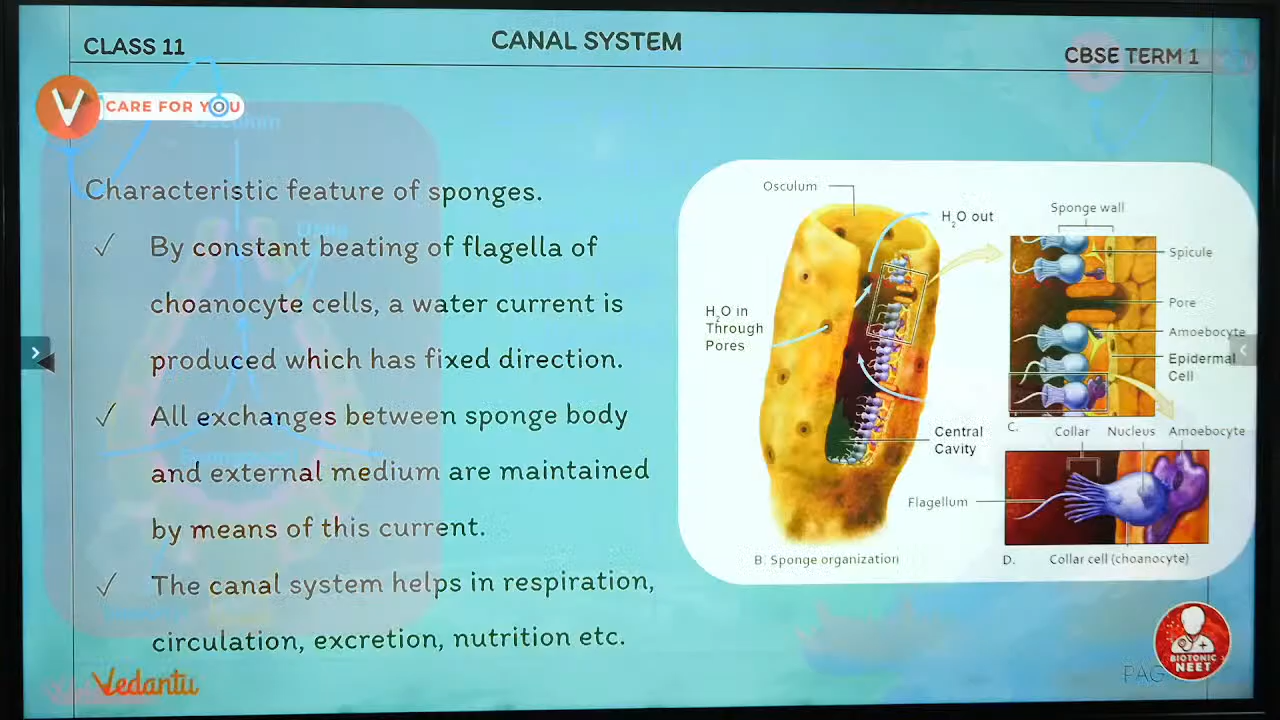 CLASS 11
CANAL SYSTEM
CBSE TERM 1
V
CARE FOR YOU
Characteristic feature of sponges.
✓ By constant beating of flagella of
choanocyte cells, a water current is
produced which has fixed direction.
✓ All exchanges between sponge body
and external medium are maintained
by means of this current.
✓ The canal system helps in respiration,
circulation, excretion, nutrition etc.
Osculum
H2O out
H2O in
Through
Pores
Central
Cavity
B. Sponge organization
Sponge wall
Spicule
Pore
Amoebocyte
Epidermal
Cell
C.
Collar
Nucleus
Amoebocyte
Flagellum
D.
Collar cell (choanocyte)
Vedantu
PAG
BIOTONIC
NEET